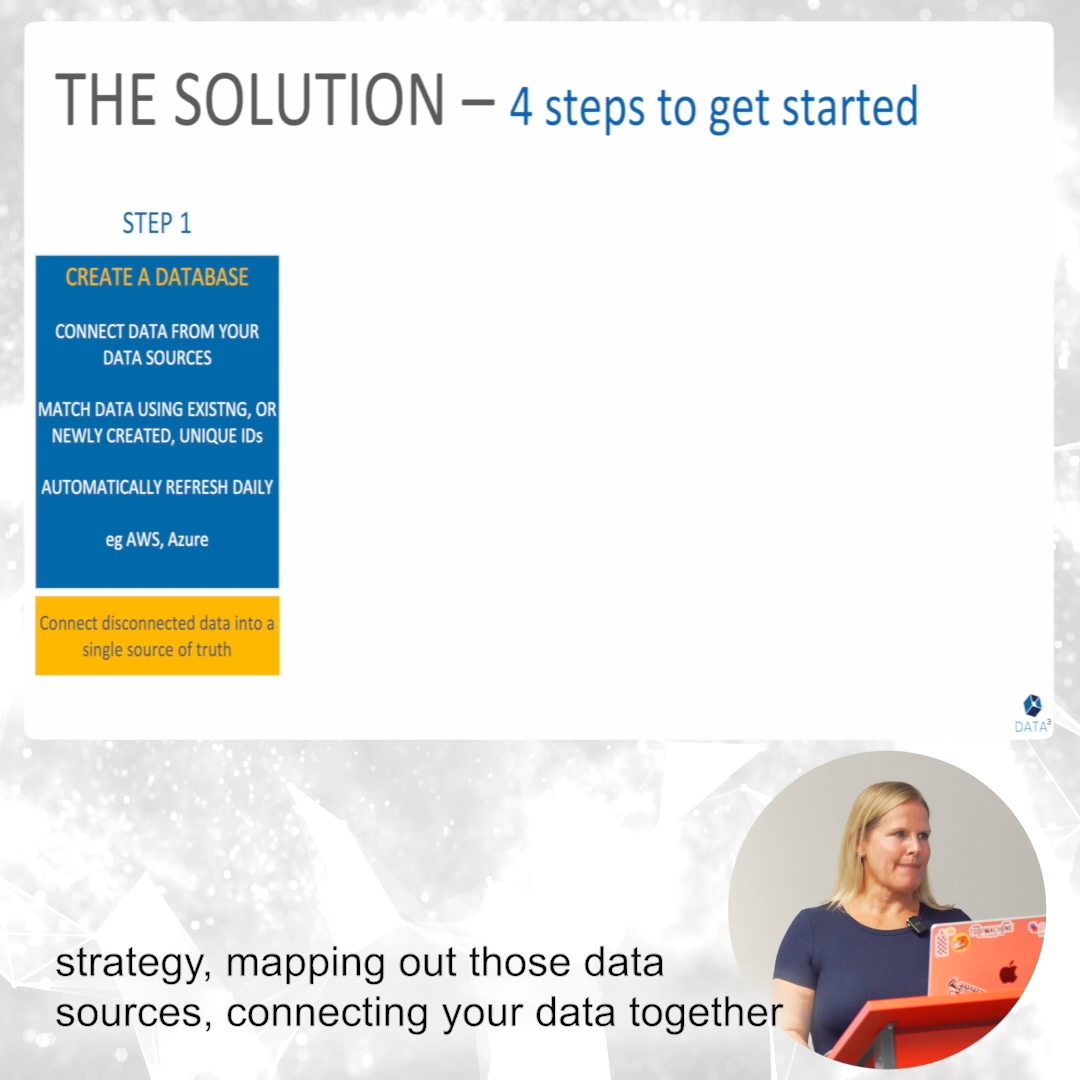 THE SOLUTION – 4 steps to get started
STEP 1
CREATE A DATABASE
CONNECT DATA FROM YOUR
DATA SOURCES
MATCH DATA USING EXISTNG, OR
NEWLY CREATED, UNIQUE IDs
AUTOMATICALLY REFRESH DAILY
eg AWS, Azure
Connect disconnected data into a
single source of truth
DATA³
strategy, mapping out those data
sources, connecting your data together